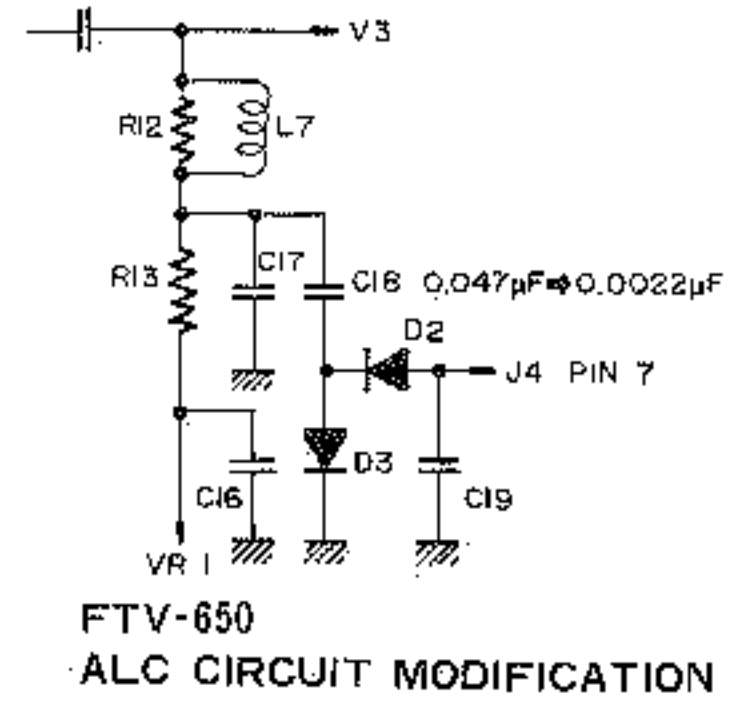 V3
R12
L7
R13
C17
C18 0.047µF➡0.0022µF
D2
J4 PIN 7
D3
C16
C19
VR 1
FTV-650
ALC CIRCUIT MODIFICATION